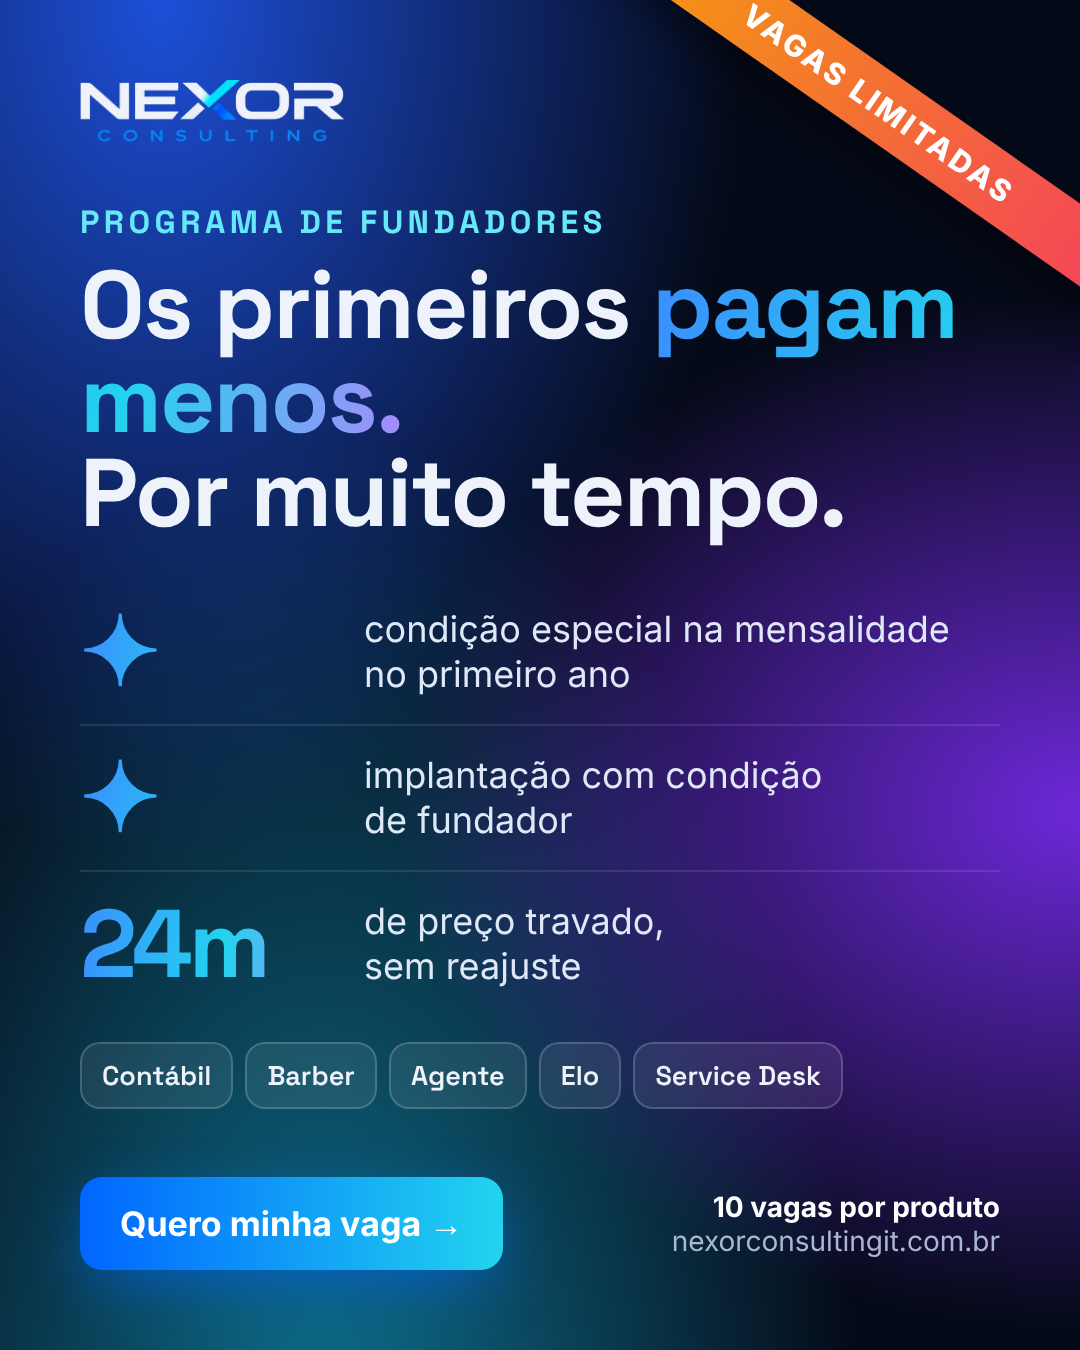 VAGAS LIMITADAS
NEXOR
CONSULTING
PROGRAMA DE FUNDADORES
Os primeiros pagam
menos.
Por muito tempo.
condição especial na mensalidade
no primeiro ano
implantação com condição
de fundador
24m
de preço travado,
sem reajuste
Contábil Barber Agente Elo Service Desk
Quero minha vaga →
10 vagas por produto
nexorconsultingit.com.br